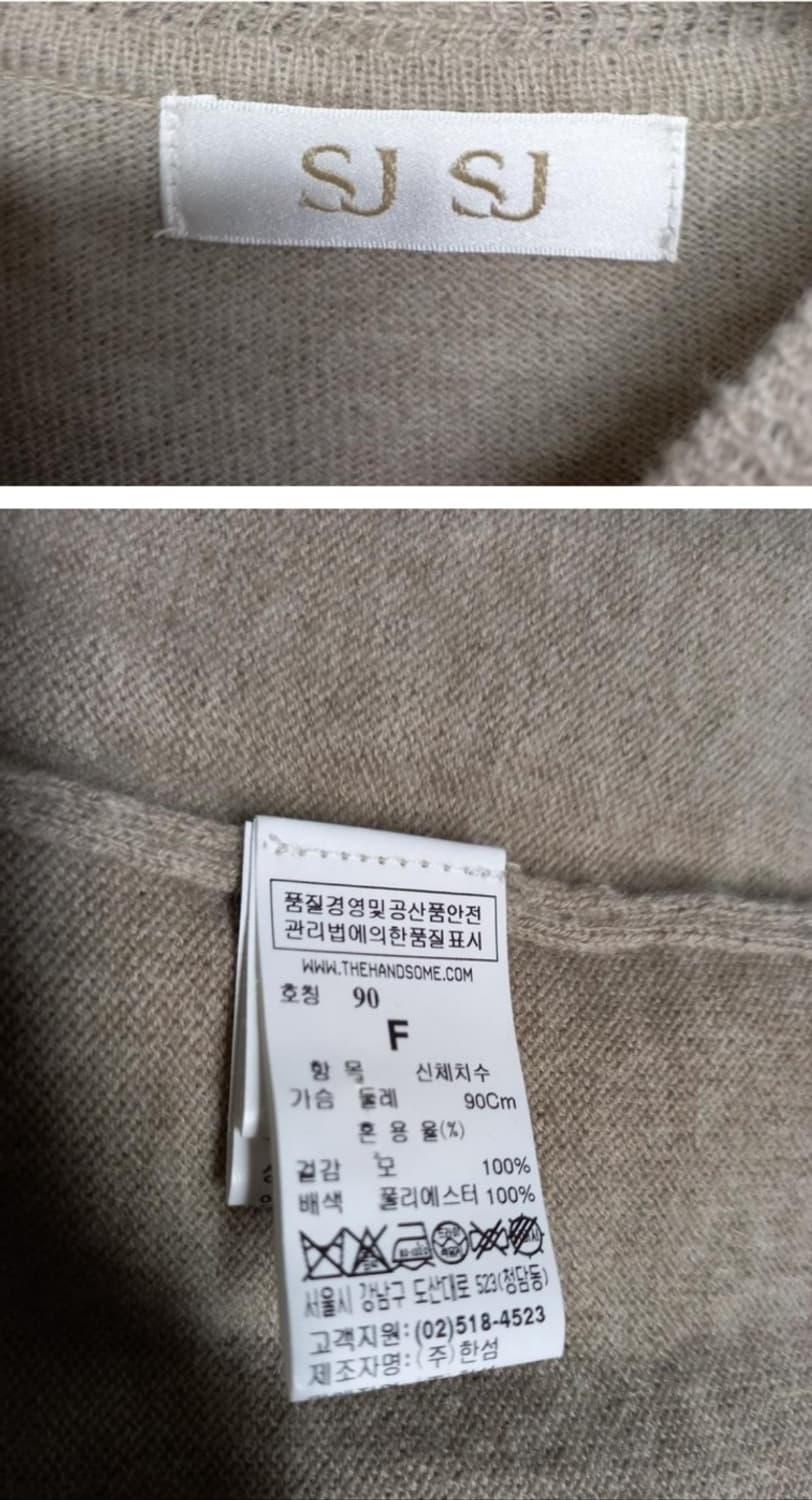 SJ SJ
품질경영및공산품안전
관리법에의한품질표시
WWW.THEHANDSOME.COM
호칭 90
F
항 목 신체치수
가슴 둘레 90Cm
혼 용 율(%)
겉감 모 100%
배색 폴리에스터 100%
서울시 강남구 도산대로 523(청담동)
고객지원:(02)518-4523
제조자명:(주)한섬